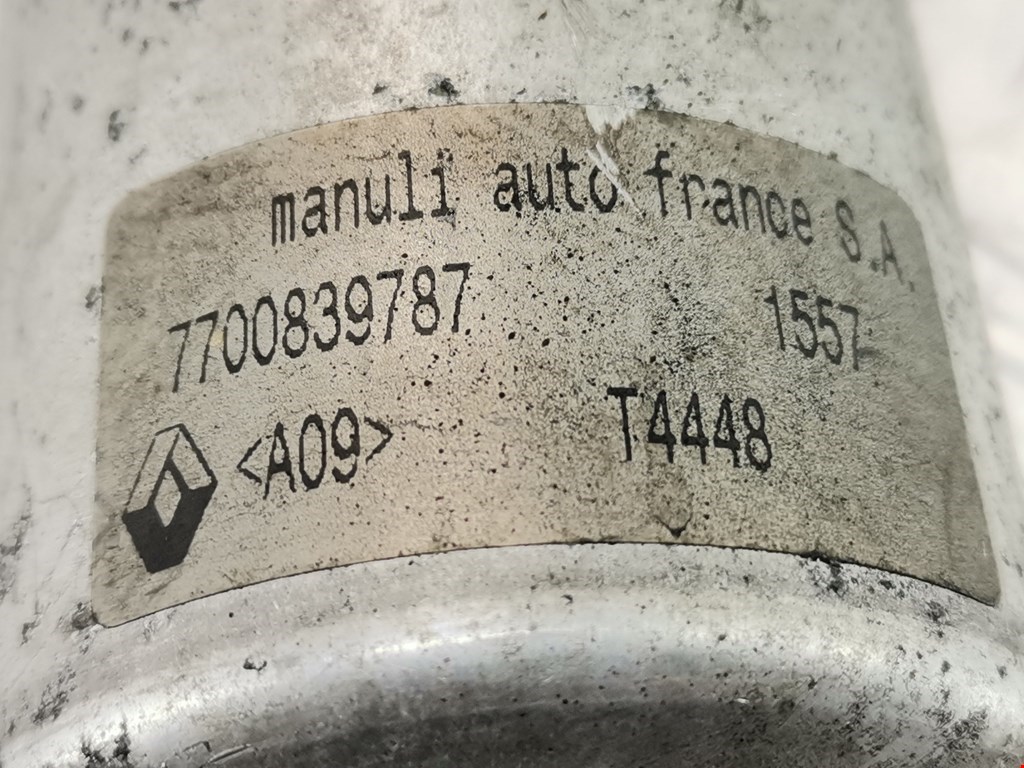 manuli auto france S.A.
7700839787 1557
<A09> T4448